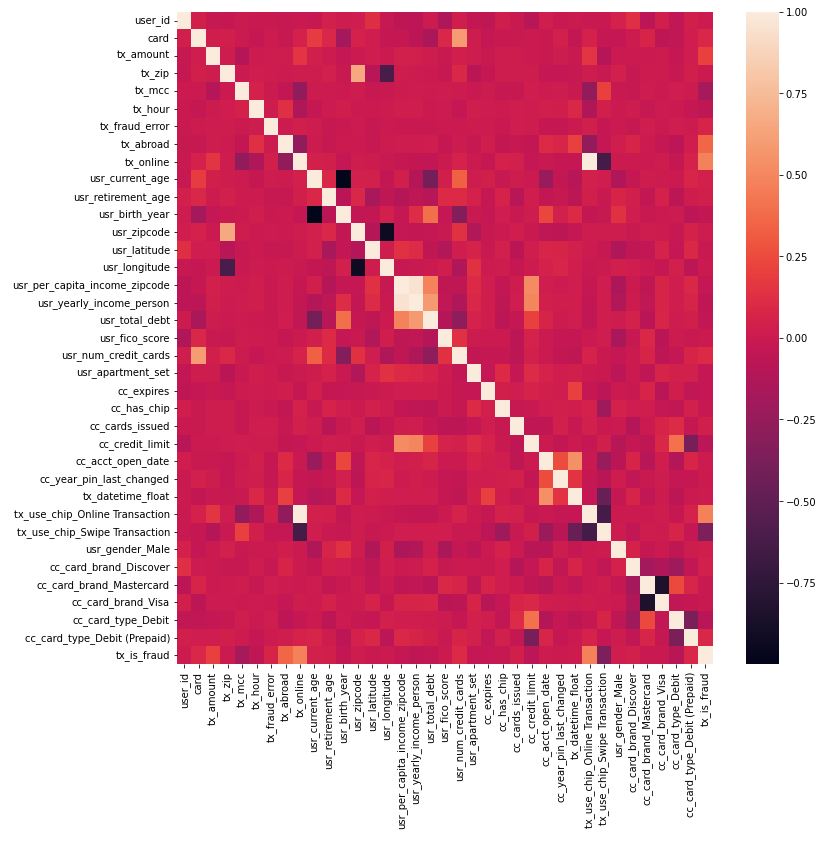 user_id
card
tx_amount
tx_zip
tx_mcc
tx_hour
tx_fraud_error
tx_abroad
tx_online
usr_current_age
usr_retirement_age
usr_birth_year
usr_zipcode
usr_latitude
usr_longitude
usr_per_capita_income_zipcode
usr_yearly_income_person
usr_total_debt
usr_fico_score
usr_num_credit_cards
usr_apartment_set
cc_expires
cc_has_chip
cc_cards_issued
cc_credit_limit
cc_acct_open_date
cc_year_pin_last_changed
tx_datetime_float
tx_use_chip_Online Transaction
tx_use_chip_Swipe Transaction
usr_gender_Male
cc_card_brand_Discover
cc_card_brand_Mastercard
cc_card_brand_Visa
cc_card_type_Debit
cc_card_type_Debit (Prepaid)
tx_is_fraud
user_id
card
tx_amount
tx_zip
tx_mcc
tx_hour
tx_fraud_error
tx_abroad
tx_online
usr_current_age
usr_retirement_age
usr_birth_year
usr_zipcode
usr_latitude
usr_longitude
usr_per_capita_income_zipcode
usr_yearly_income_person
usr_total_debt
usr_fico_score
usr_num_credit_cards
usr_apartment_set
cc_expires
cc_has_chip
cc_cards_issued
cc_credit_limit
cc_acct_open_date
cc_year_pin_last_changed
tx_datetime_float
tx_use_chip_Online Transaction
tx_use_chip_Swipe Transaction
usr_gender_Male
cc_card_brand_Discover
cc_card_brand_Mastercard
cc_card_brand_Visa
cc_card_type_Debit
cc_card_type_Debit (Prepaid)
tx_is_fraud
1.00
0.75
0.50
0.25
0.00
−0.25
−0.50
−0.75